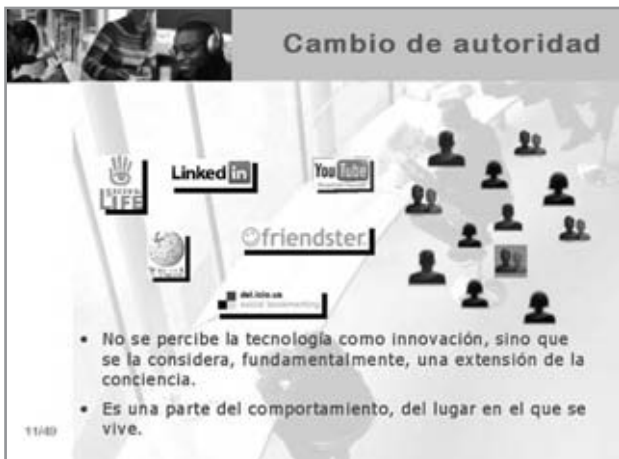 Cambio de autoridad
LIFE
Linked in
You Tube
friendster
del.icio.us
social bookmarking
• No se percibe la tecnología como innovación, sino que
se la considera, fundamentalmente, una extensión de la
conciencia.
• Es una parte del comportamiento, del lugar en el que se
vive.
11/49